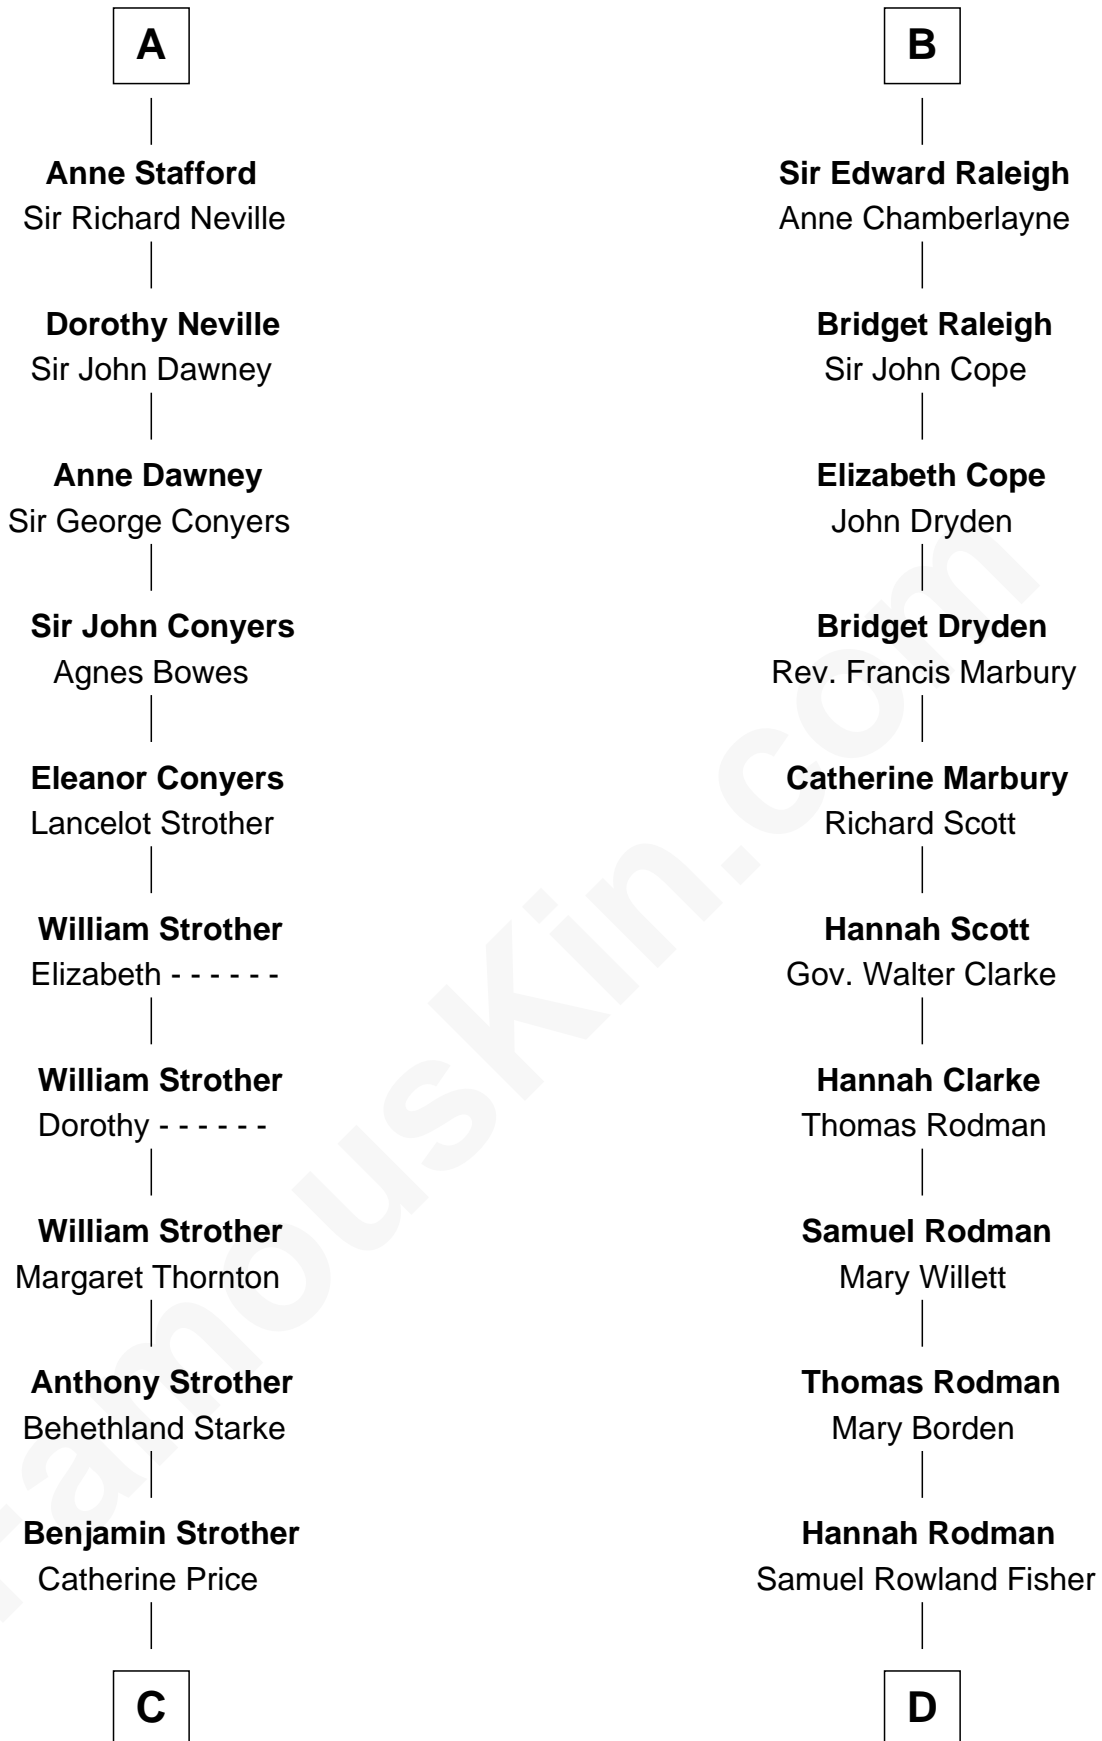 A
Anne Stafford
Sir Richard Neville
Dorothy Neville
Sir John Dawney
Anne Dawney
Sir George Conyers
Sir John Conyers
Agnes Bowes
Eleanor Conyers
Lancelot Strother
William Strother
Elizabeth - - - - - -
William Strother
Dorothy - - - - - -
William Strother
Margaret Thornton
Anthony Strother
Behethland Starke
Benjamin Strother
Catherine Price
C
B
Sir Edward Raleigh
Anne Chamberlayne
Bridget Raleigh
Sir John Cope
Elizabeth Cope
John Dryden
Bridget Dryden
Rev. Francis Marbury
Catherine Marbury
Richard Scott
Hannah Scott
Gov. Walter Clarke
Hannah Clarke
Thomas Rodman
Samuel Rodman
Mary Willett
Thomas Rodman
Mary Borden
Hannah Rodman
Samuel Rowland Fisher
D
FamousKin.com